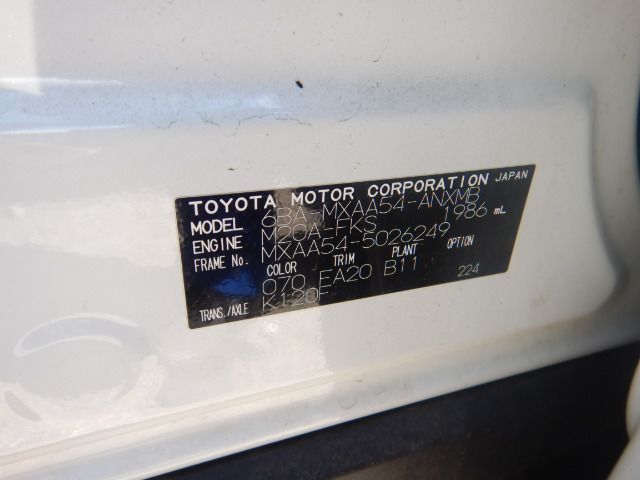 TOYOTA MOTOR CORPORATION JAPAN
MODEL 6BA-MXAA54-ANXMB
ENGINE M20A-FKS 1986 mL
FRAME No. MXAA54-5026249
COLOR TRIM PLANT OPTION
070 EA20 B11 224
TRANS./AXLE K120F